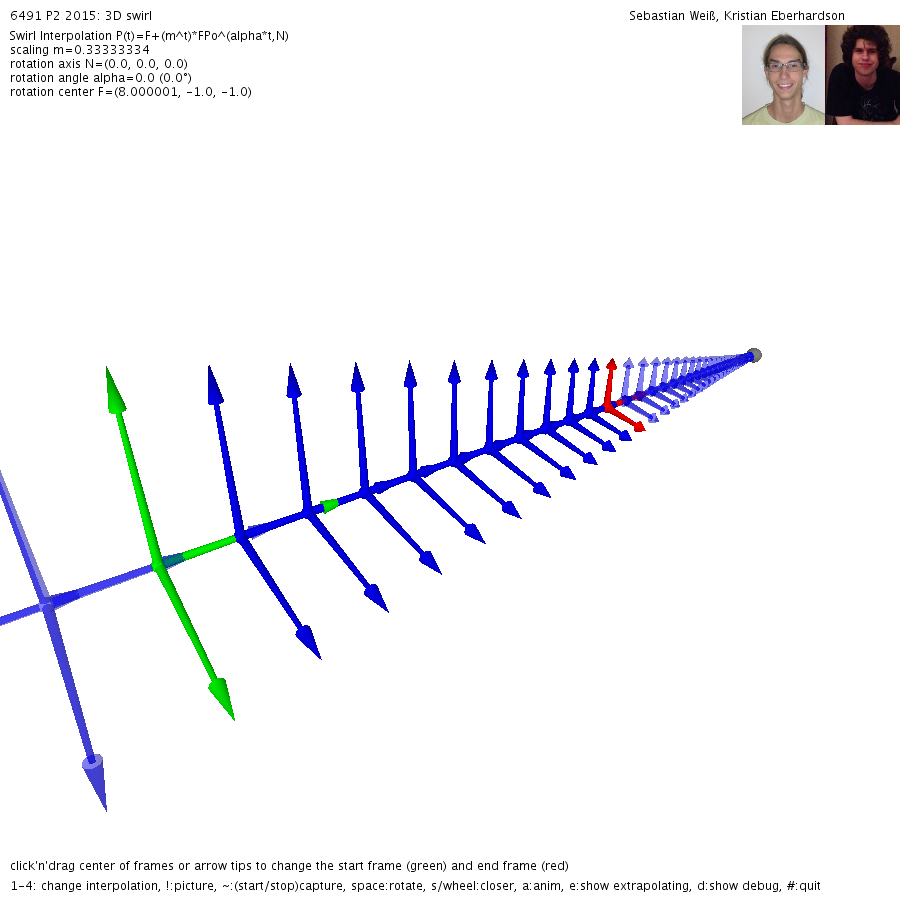 6491 P2 2015: 3D swirl
Sebastian Weiß, Kristian Eberhardson
Swirl Interpolation P(t)=F+(m^t)*FPo^(alpha*t,N)
scaling m=0.33333334
rotation axis N=(0.0, 0.0, 0.0)
rotation angle alpha=0.0 (0.0°)
rotation center F=(8.000001, -1.0, -1.0)
click'n'drag center of frames or arrow tips to change the start frame (green) and end frame (red)
1-4: change interpolation, !:picture, ~:(start/stop)capture, space:rotate, s/wheel:closer, a:anim, e:show extrapolating, d:show debug, #:quit